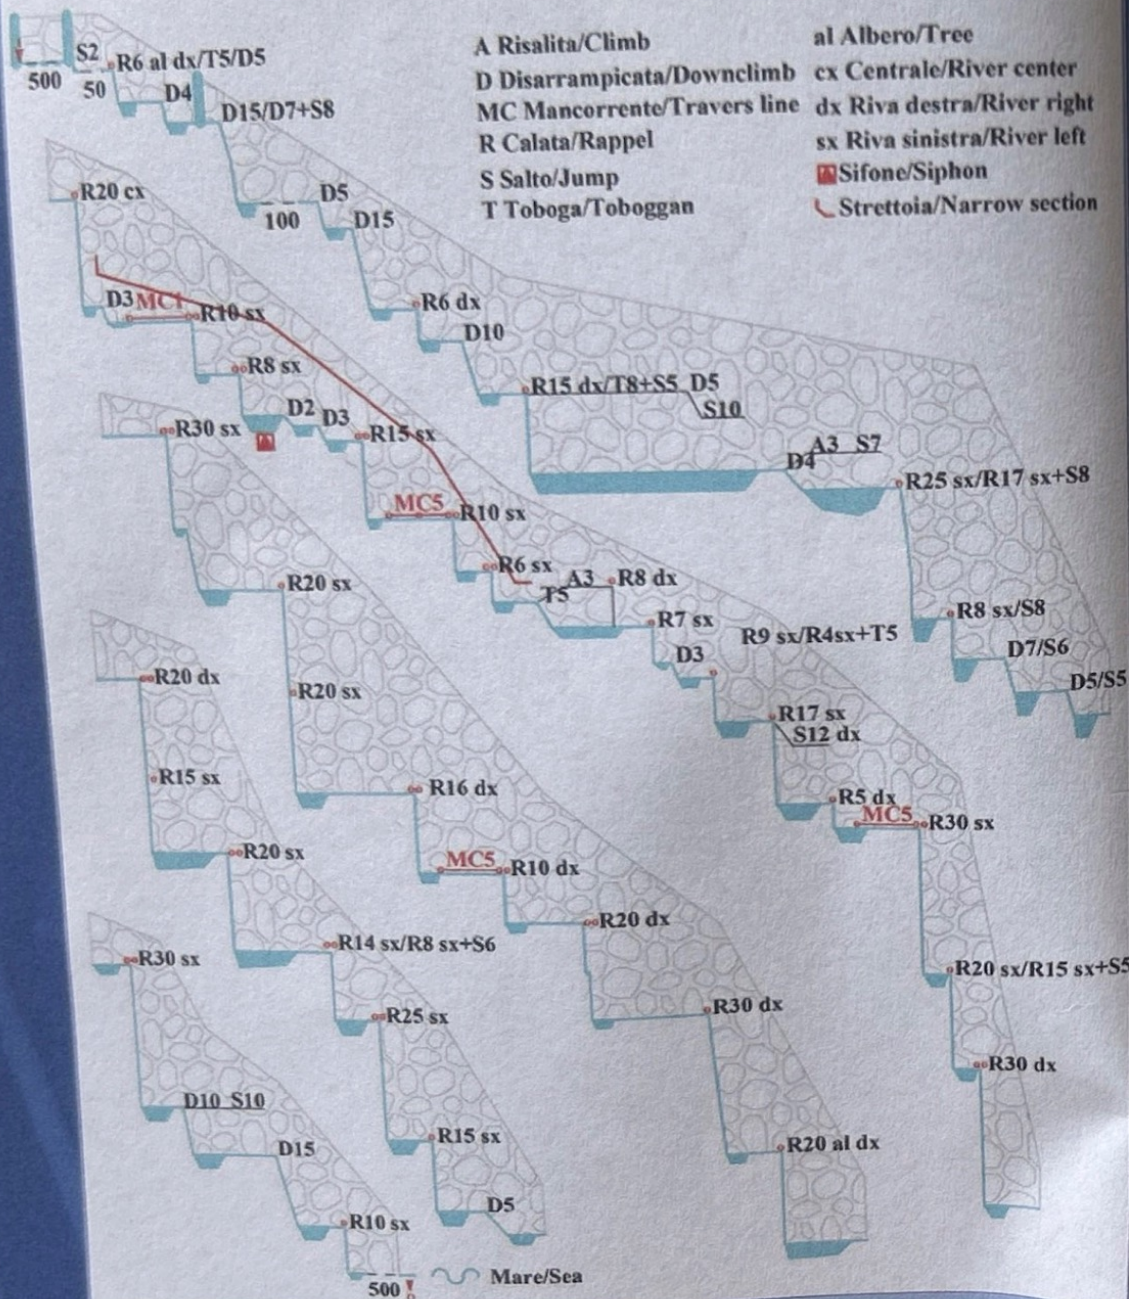 A Risalita/Climb
D Disarrampicata/Downclimb
MC Mancorrente/Travers line
R Calata/Rappel
S Salto/Jump
T Toboga/Toboggan
al Albero/Tree
cx Centrale/River center
dx Riva destra/River right
sx Riva sinistra/River left
Sifone/Siphon
Strettoia/Narrow section
500
S2
50
R6 al dx/T5/D5
D4
D15/D7+S8
100
D5
D15
R6 dx
D10
R15 dx/T8+S5 D5
S10
D4
A3 S7
R25 sx/R17 sx+S8
R8 sx/S8
D7/S6
D5/S5
R20 cx
D3
MC1
R10 sx
R8 sx
D2
D3
R15 sx
MC5
R10 sx
R6 sx
T5
A3
R8 dx
R7 sx
D3
R9 sx/R4sx+T5
R17 sx
S12 dx
R5 dx
MC5
R30 sx
R20 sx/R15 sx+S5
R30 dx
R30 sx
R20 sx
R20 sx
R16 dx
MC5
R10 dx
R20 dx
R30 dx
R20 al dx
R20 dx
R15 sx
R20 sx
R14 sx/R8 sx+S6
R25 sx
R15 sx
D5
R30 sx
D10 S10
D15
R10 sx
500
Mare/Sea